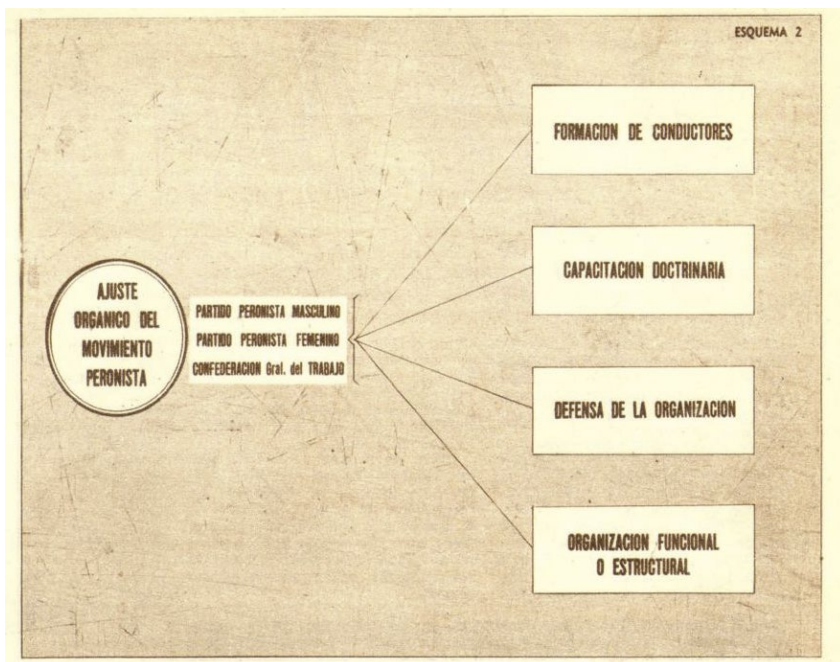 ESQUEMA 2
AJUSTE
ORGANICO DEL
MOVIMIENTO
PERONISTA
PARTIDO PERONISTA MASCULINO
PARTIDO PERONISTA FEMENINO
CONFEDERACION Gral. del TRABAJO
FORMACION DE CONDUCTORES
CAPACITACION DOCTRINARIA
DEFENSA DE LA ORGANIZACION
ORGANIZACION FUNCIONAL
O ESTRUCTURAL